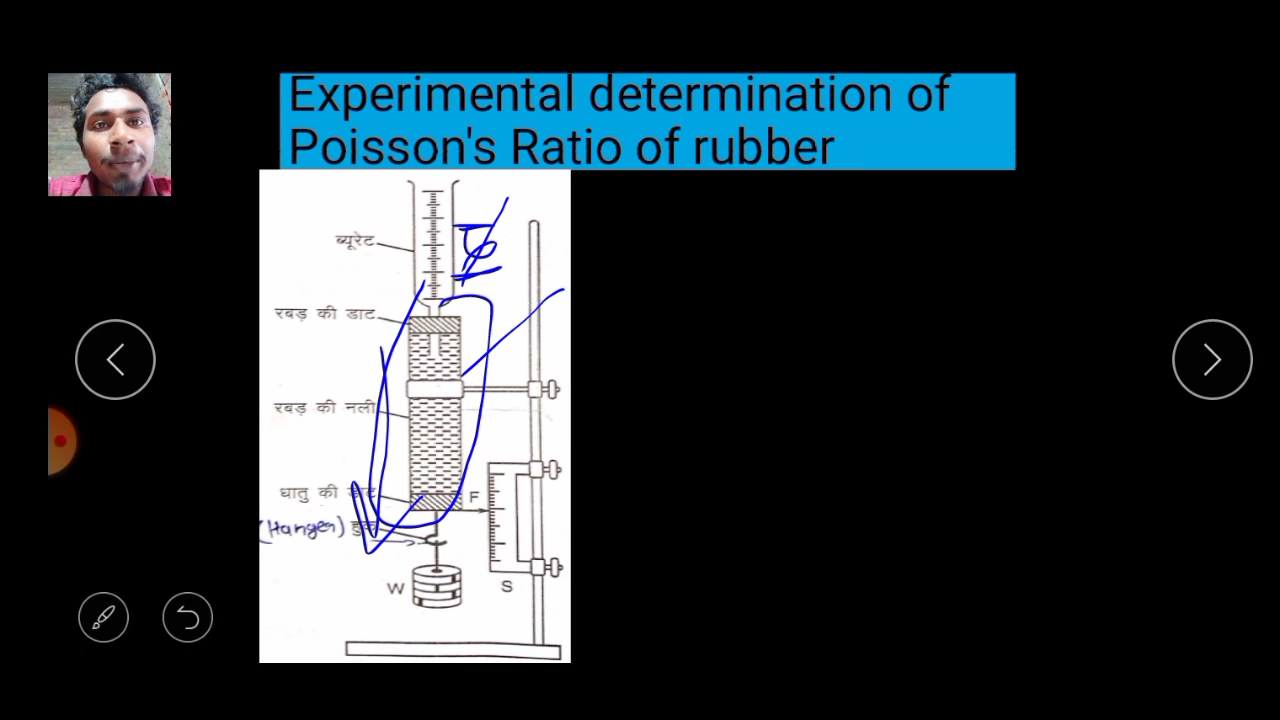 Experimental determination of
Poisson's Ratio of rubber
ब्यूरेट
रबड़ की डाट
रबड़ की नली
धातु की डाट
F
(Hanger) हुक
W
S